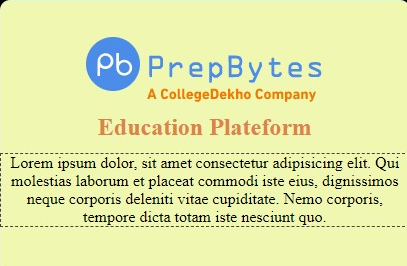 Pb PrepBytes
A CollegeDekho Company
Education Plateform
Lorem ipsum dolor, sit amet consectetur adipisicing elit. Qui
molestias laborum et placeat commodi iste eius, dignissimos
neque corporis deleniti vitae cupiditate. Nemo corporis,
tempore dicta totam iste nesciunt quo.